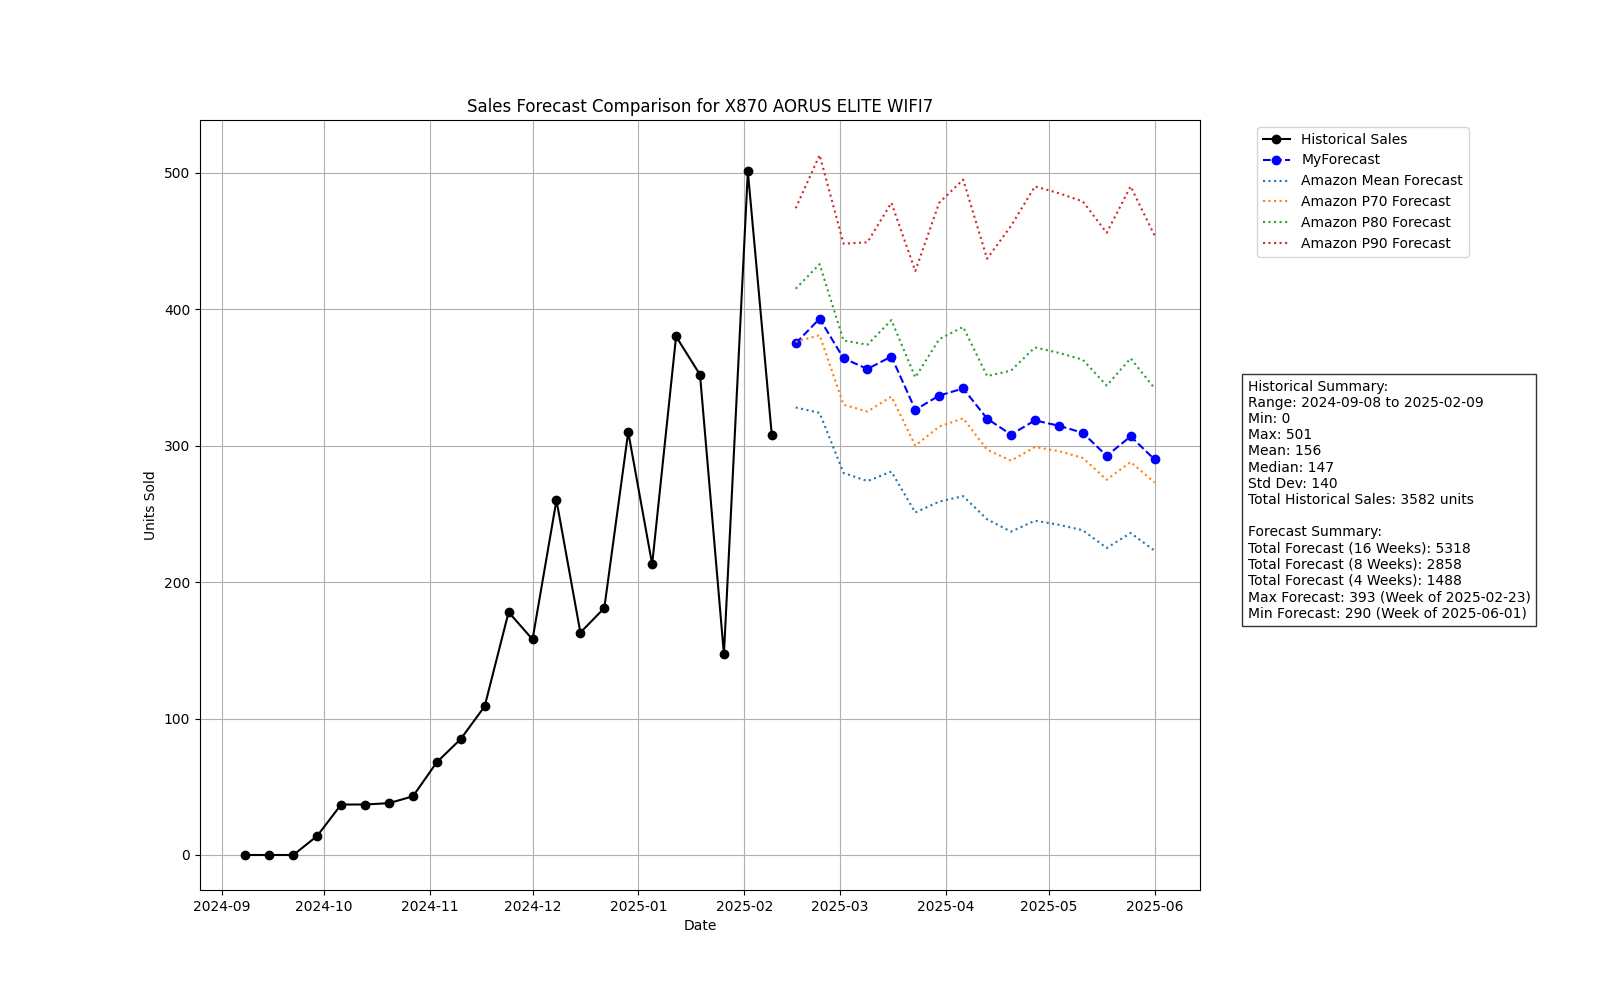 Sales Forecast Comparison for X870 AORUS ELITE WIFI7
Units Sold
500
400
300
200
100
0
2024-09
2024-10
2024-11
2024-12
2025-01
2025-02
2025-03
2025-04
2025-05
2025-06
Date
Historical Sales
MyForecast
Amazon Mean Forecast
Amazon P70 Forecast
Amazon P80 Forecast
Amazon P90 Forecast
Historical Summary:
Range: 2024-09-08 to 2025-02-09
Min: 0
Max: 501
Mean: 156
Median: 147
Std Dev: 140
Total Historical Sales: 3582 units
Forecast Summary:
Total Forecast (16 Weeks): 5318
Total Forecast (8 Weeks): 2858
Total Forecast (4 Weeks): 1488
Max Forecast: 393 (Week of 2025-02-23)
Min Forecast: 290 (Week of 2025-06-01)